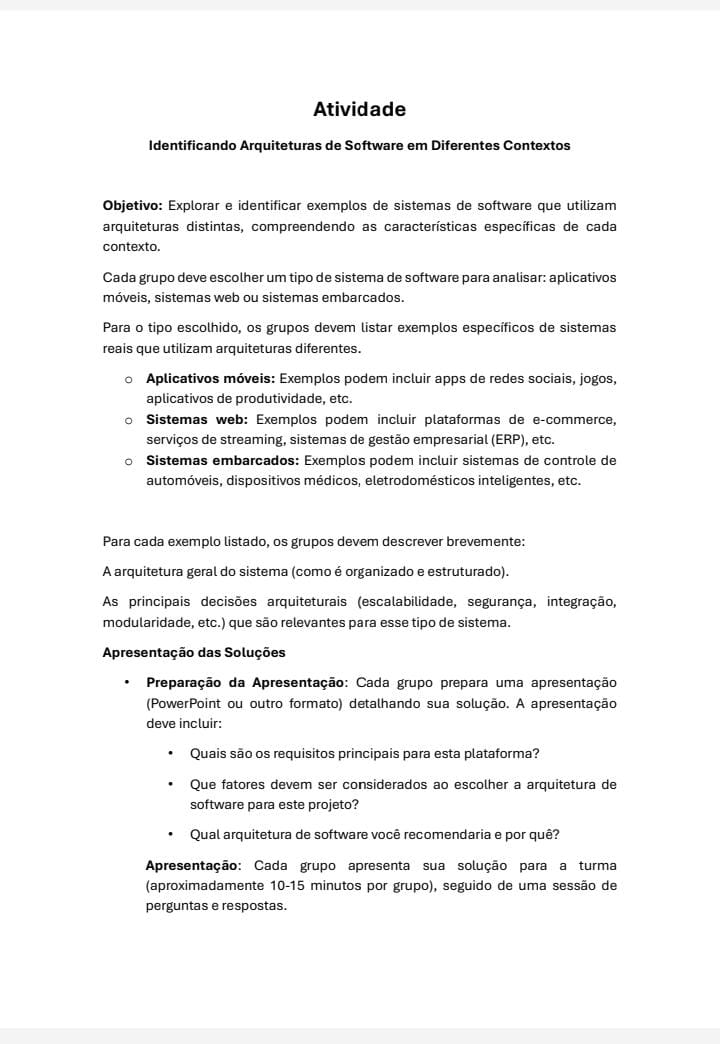 Atividade
Identificando Arquiteturas de Software em Diferentes Contextos
Objetivo: Explorar e identificar exemplos de sistemas de software que utilizam
arquiteturas distintas, compreendendo as características específicas de cada
contexto.
Cada grupo deve escolher um tipo de sistema de software para analisar: aplicativos
móveis, sistemas web ou sistemas embarcados.
Para o tipo escolhido, os grupos devem listar exemplos específicos de sistemas
reais que utilizam arquiteturas diferentes.
○ Aplicativos móveis: Exemplos podem incluir apps de redes sociais, jogos,
aplicativos de produtividade, etc.
○ Sistemas web: Exemplos podem incluir plataformas de e-commerce,
serviços de streaming, sistemas de gestão empresarial (ERP), etc.
○ Sistemas embarcados: Exemplos podem incluir sistemas de controle de
automóveis, dispositivos médicos, eletrodomésticos inteligentes, etc.
Para cada exemplo listado, os grupos devem descrever brevemente:
A arquitetura geral do sistema (como é organizado e estruturado).
As principais decisões arquiteturais (escalabilidade, segurança, integração,
modularidade, etc.) que são relevantes para esse tipo de sistema.
Apresentação das Soluções
• Preparação da Apresentação: Cada grupo prepara uma apresentação
(PowerPoint ou outro formato) detalhando sua solução. A apresentação
deve incluir:
• Quais são os requisitos principais para esta plataforma?
• Que fatores devem ser considerados ao escolher a arquitetura de
software para este projeto?
• Qual arquitetura de software você recomendaria e por quê?
Apresentação: Cada grupo apresenta sua solução para a turma
(aproximadamente 10-15 minutos por grupo), seguido de uma sessão de
perguntas e respostas.